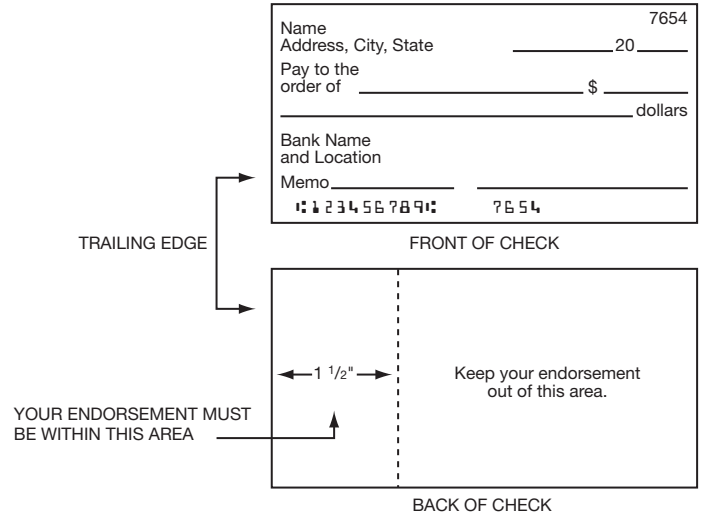 7654
Name
Address, City, State 20
Pay to the
order of $
dollars
Bank Name
and Location
Memo
⑆123456789⑆ 7654
TRAILING EDGE
FRONT OF CHECK
1 1/2"
Keep your endorsement
out of this area.
YOUR ENDORSEMENT MUST
BE WITHIN THIS AREA
BACK OF CHECK